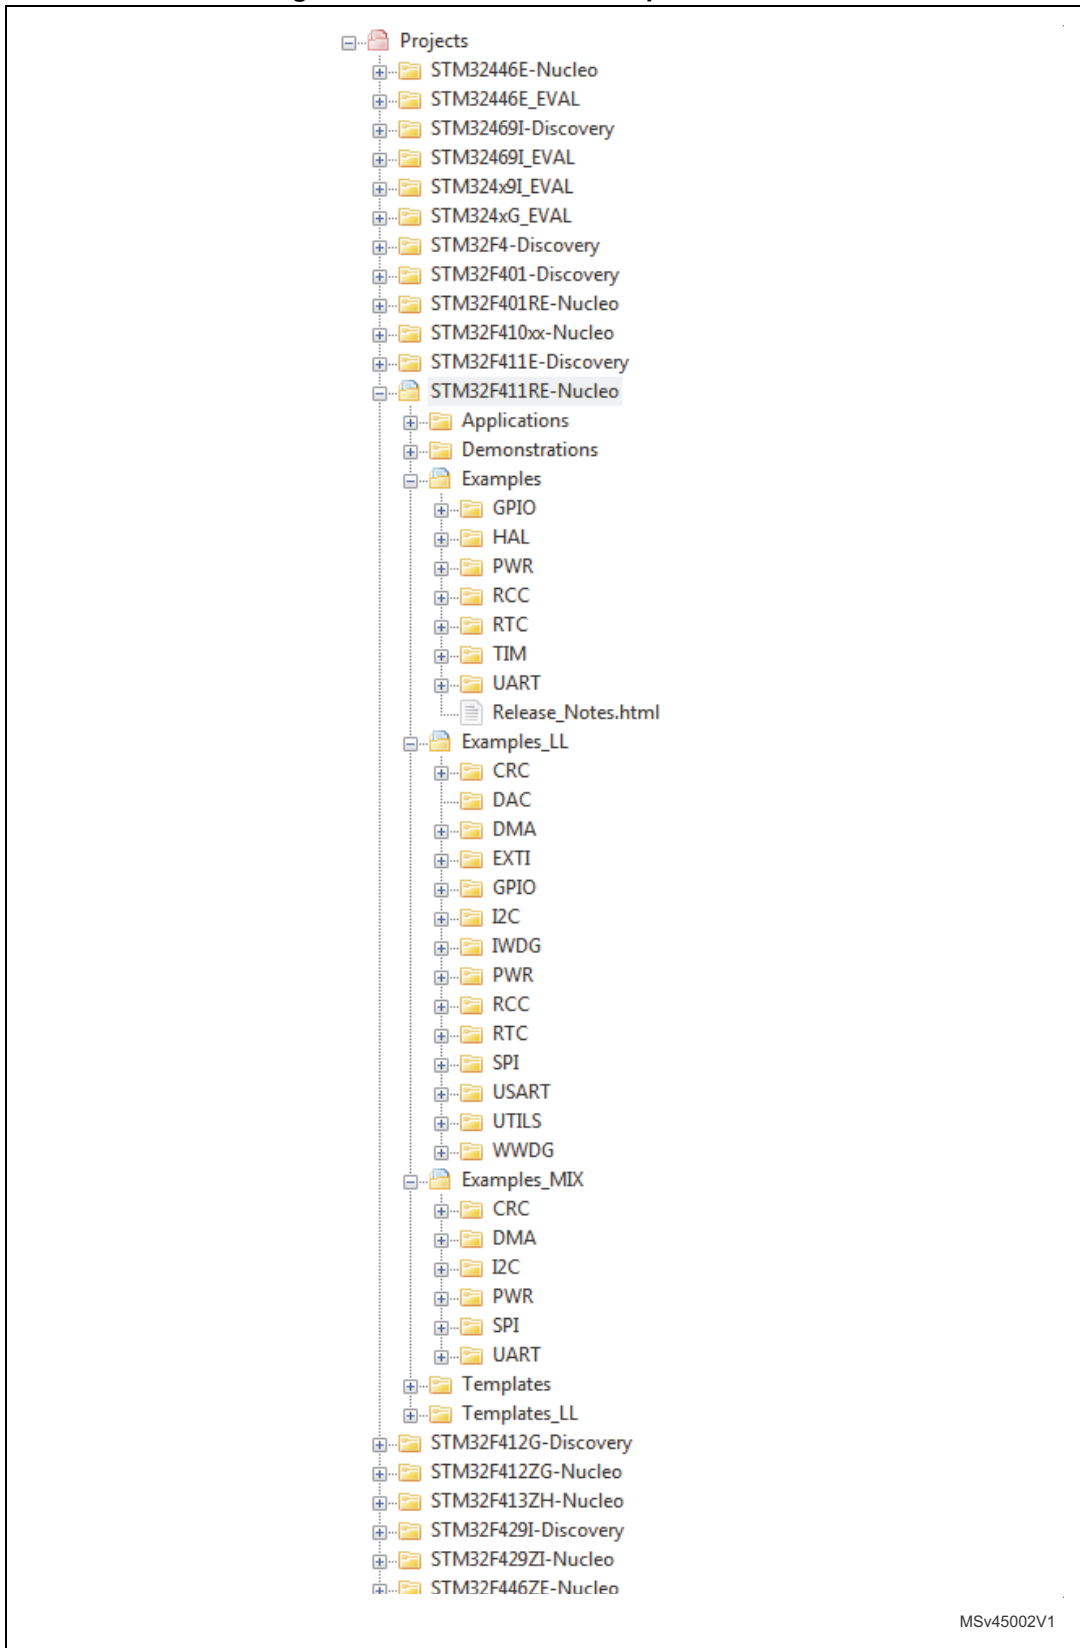 Projects
STM32446E-Nucleo
STM32446E_EVAL
STM32469I-Discovery
STM32469I_EVAL
STM324x9I_EVAL
STM324xG_EVAL
STM32F4-Discovery
STM32F401-Discovery
STM32F401RE-Nucleo
STM32F410xx-Nucleo
STM32F411E-Discovery
STM32F411RE-Nucleo
Applications
Demonstrations
Examples
GPIO
HAL
PWR
RCC
RTC
TIM
UART
Release_Notes.html
Examples_LL
CRC
DAC
DMA
EXTI
GPIO
I2C
IWDG
PWR
RCC
RTC
SPI
USART
UTILS
WWDG
Examples_MIX
CRC
DMA
I2C
PWR
SPI
UART
Templates
Templates_LL
STM32F412G-Discovery
STM32F412ZG-Nucleo
STM32F413ZH-Nucleo
STM32F429I-Discovery
STM32F429ZI-Nucleo
STM32F446ZE-Nucleo
MSv45002V1